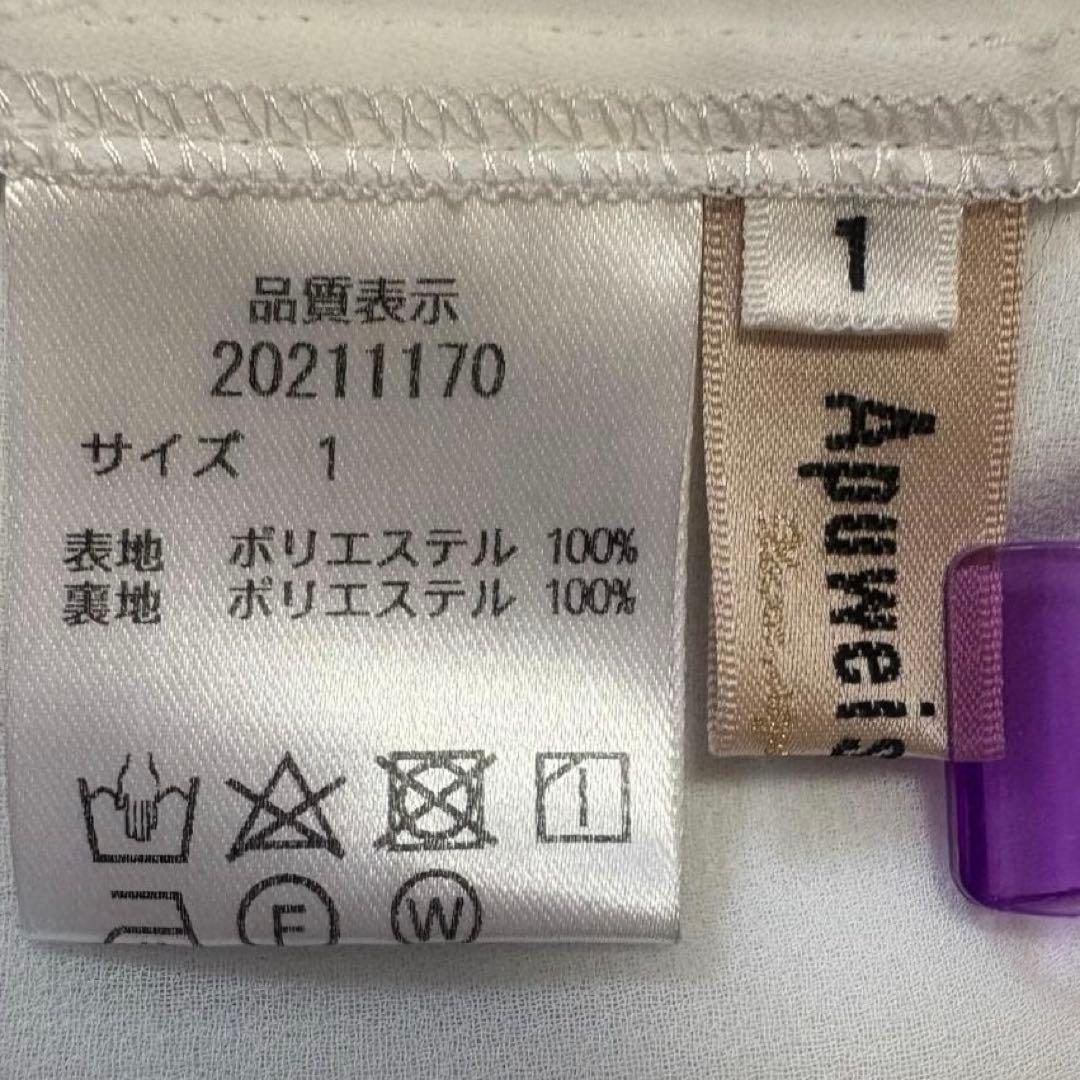 品質表示
20211170
サイズ 1
表地 ポリエステル 100%
裏地 ポリエステル 100%
F
W
1
Apuweis